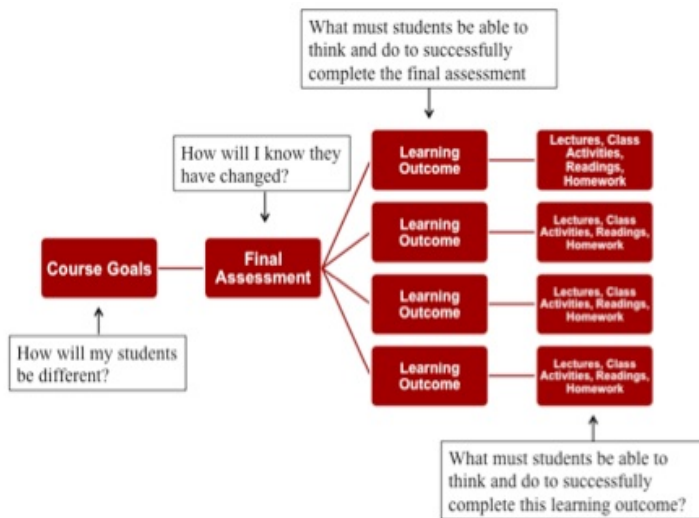 What must students be able to
think and do to successfully
complete the final assessment
How will I know they
have changed?
Course Goals
Final
Assessment
Learning
Outcome
Lectures, Class
Activities,
Readings,
Homework
Learning
Outcome
Lectures, Class
Activities, Readings,
Homework
Learning
Outcome
Lectures, Class
Activities, Readings,
Homework
Learning
Outcome
Lectures, Class
Activities, Readings,
Homework
How will my students
be different?
What must students be able to
think and do to successfully
complete this learning outcome?